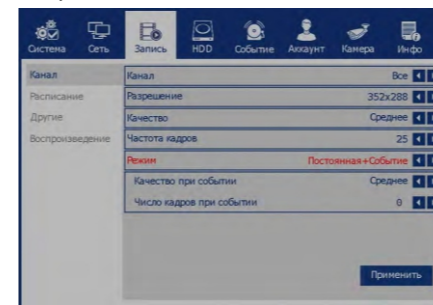 Система Сеть Запись HDD Событие Аккаунт Камера Инфо
Канал
Расписание
Другие
Воспроизведение
Канал Все
Разрешение 352x288
Качество Среднее
Частота кадров 25
Режим Постоянная+Событие
Качество при событии Среднее
Число кадров при событии 0
Применить